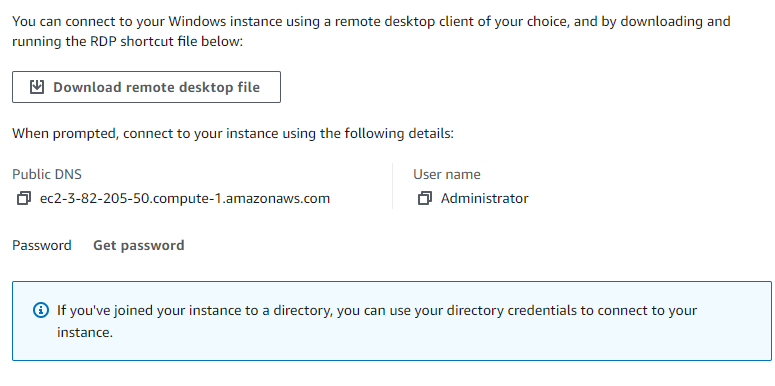 You can connect to your Windows instance using a remote desktop client of your choice, and by downloading and
running the RDP shortcut file below:
Download remote desktop file
When prompted, connect to your instance using the following details:
Public DNS
ec2-3-82-205-50.compute-1.amazonaws.com
User name
Administrator
Password Get password
If you've joined your instance to a directory, you can use your directory credentials to connect to your
instance.